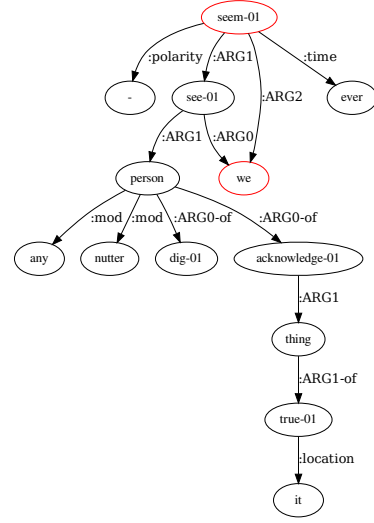 seem-01
:polarity :ARG1 :ARG2 :time
- see-01 ever
:ARG1 :ARG0
person we
:mod :mod :ARG0-of :ARG0-of
any nutter dig-01 acknowledge-01
:ARG1
thing
:ARG1-of
true-01
:location
it